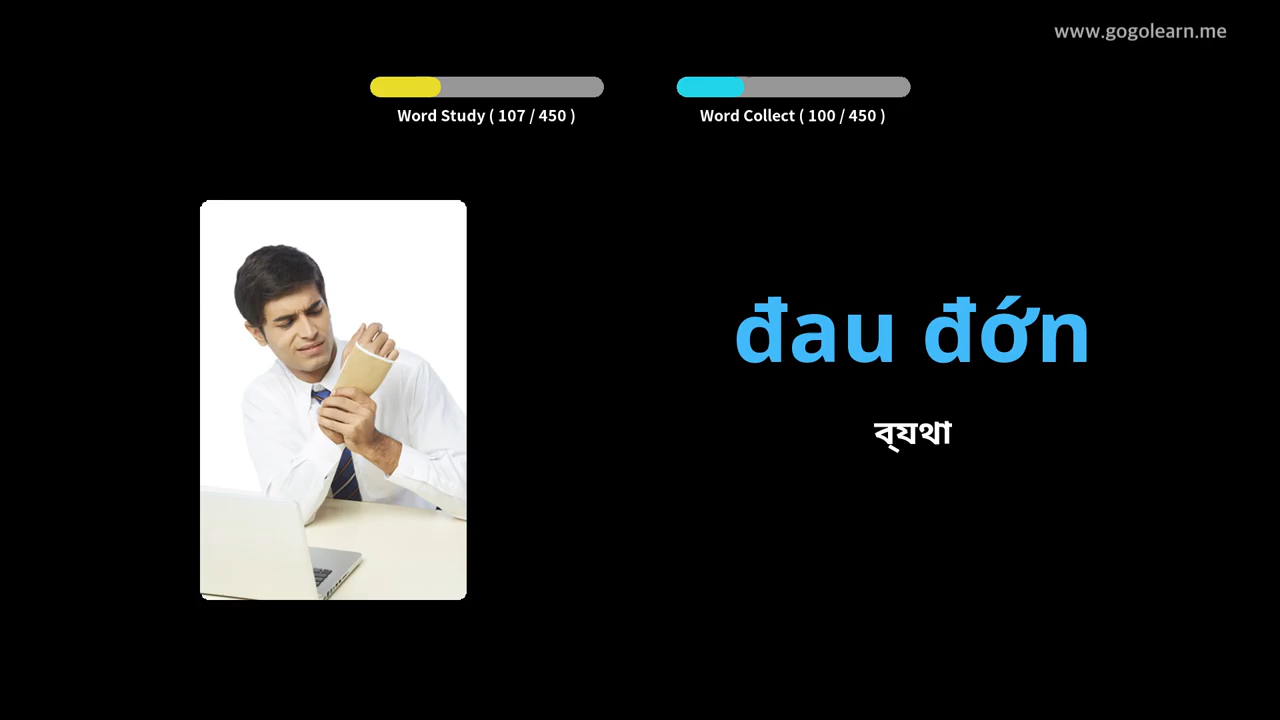 www.gogolearn.me
Word Study ( 107 / 450 )
Word Collect ( 100 / 450 )
đau đớn
ব্যথা